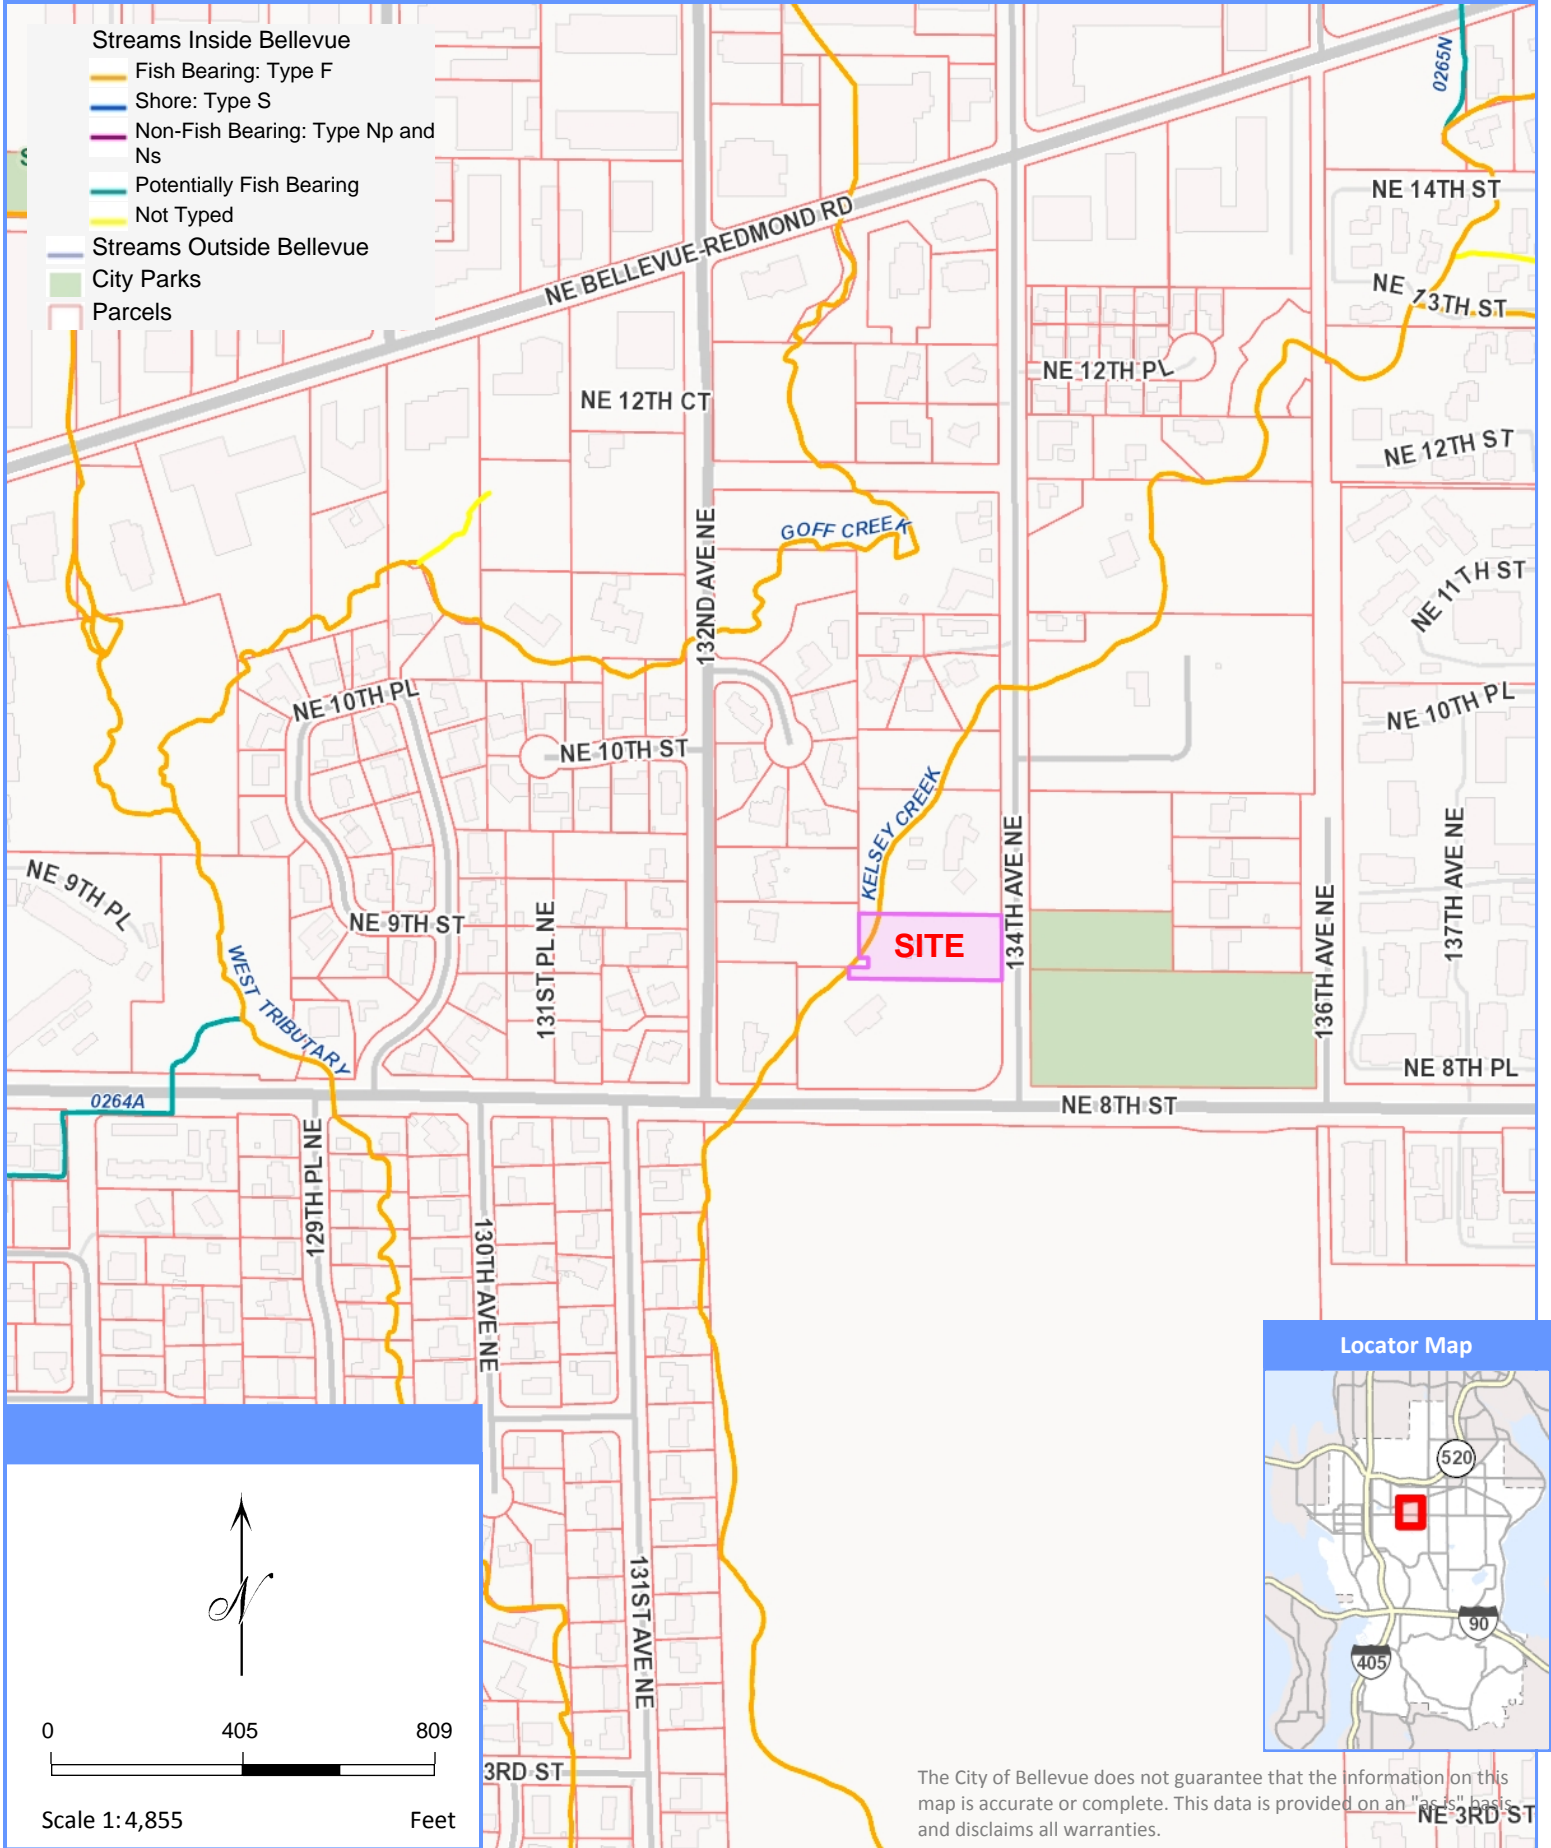 Streams Inside Bellevue
Fish Bearing: Type F
Shore: Type S
Non-Fish Bearing: Type Np and
Ns
Potentially Fish Bearing
Not Typed
Streams Outside Bellevue
City Parks
Parcels
0265N
NE 14TH ST
NE BELLEVUE-REDMOND RD
NE 13TH ST
NE 12TH PL
NE 12TH CT
NE 12TH ST
GOFF CREEK
132ND AVE NE
NE 11TH ST
NE 10TH PL
NE 10TH PL
NE 10TH ST
KELSEY CREEK
134TH AVE NE
137TH AVE NE
NE 9TH PL
NE 9TH ST
131ST PL NE
SITE
136TH AVE NE
WEST TRIBUTARY
NE 8TH PL
0264A
NE 8TH ST
129TH PL NE
130TH AVE NE
131ST AVE NE
Locator Map
520
90
405
N
0 405 809
Scale 1: 4,855 Feet
3RD ST
NE 3RD ST
The City of Bellevue does not guarantee that the information on this
map is accurate or complete. This data is provided on an "as is" basis
and disclaims all warranties.